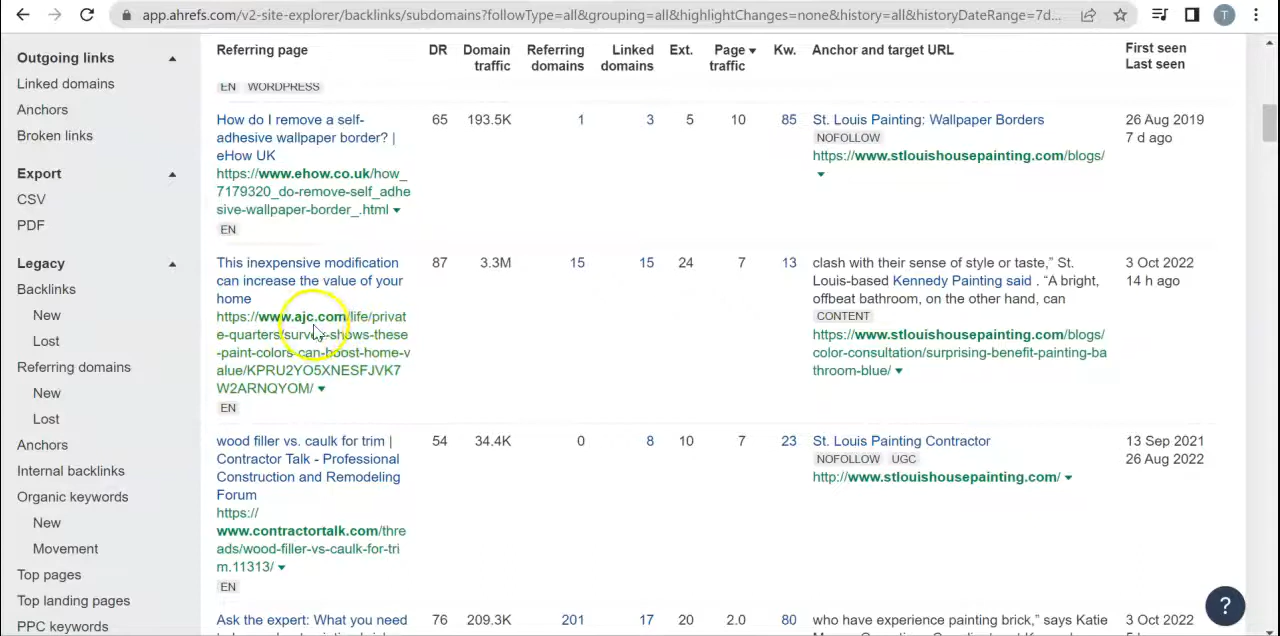 app.ahrefs.com/v2-site-explorer/backlinks/subdomains?followType=all&grouping=all&highlightChanges=none&history=all&historyDateRange=7d...
T
Outgoing links
Linked domains
Anchors
Broken links
Export
CSV
PDF
Legacy
Backlinks
New
Lost
Referring domains
New
Lost
Anchors
Internal backlinks
Organic keywords
New
Movement
Top pages
Top landing pages
PPC keywords
Referring page DR Domain traffic Referring domains Linked domains Ext. Page traffic Kw. Anchor and target URL First seen Last seen
EN WORDPRESS
How do I remove a self-
adhesive wallpaper border? |
eHow UK
https://www.ehow.co.uk/how_
7179320_do-remove-self_adhe
sive-wallpaper-border_.html
EN
65 193.5K 1 3 5 10 85
St. Louis Painting: Wallpaper Borders
NOFOLLOW
https://www.stlouishousepainting.com/blogs/
26 Aug 2019
7 d ago
This inexpensive modification
can increase the value of your
home
https://www.ajc.com/life/privat
e-quarters/survey-shows-these
-paint-colors-can-boost-home-v
alue/KPRU2YO5XNESFJVK7
W2ARNQYOM/
EN
87 3.3M 15 15 24 7 13
clash with their sense of style or taste,” St.
Louis-based Kennedy Painting said . “A bright,
offbeat bathroom, on the other hand, can
CONTENT
https://www.stlouishousepainting.com/blogs/
color-consultation/surprising-benefit-painting-ba
throom-blue/
3 Oct 2022
14 h ago
wood filler vs. caulk for trim |
Contractor Talk - Professional
Construction and Remodeling
Forum
https://
www.contractortalk.com/thre
ads/wood-filler-vs-caulk-for-tri
m.11313/
EN
54 34.4K 0 8 10 7 23
St. Louis Painting Contractor
NOFOLLOW UGC
http://www.stlouishousepainting.com/
13 Sep 2021
26 Aug 2022
Ask the expert: What you need
76 209.3K 201 17 20 2.0 80
who have experience painting brick,” says Katie
3 Oct 2022
?